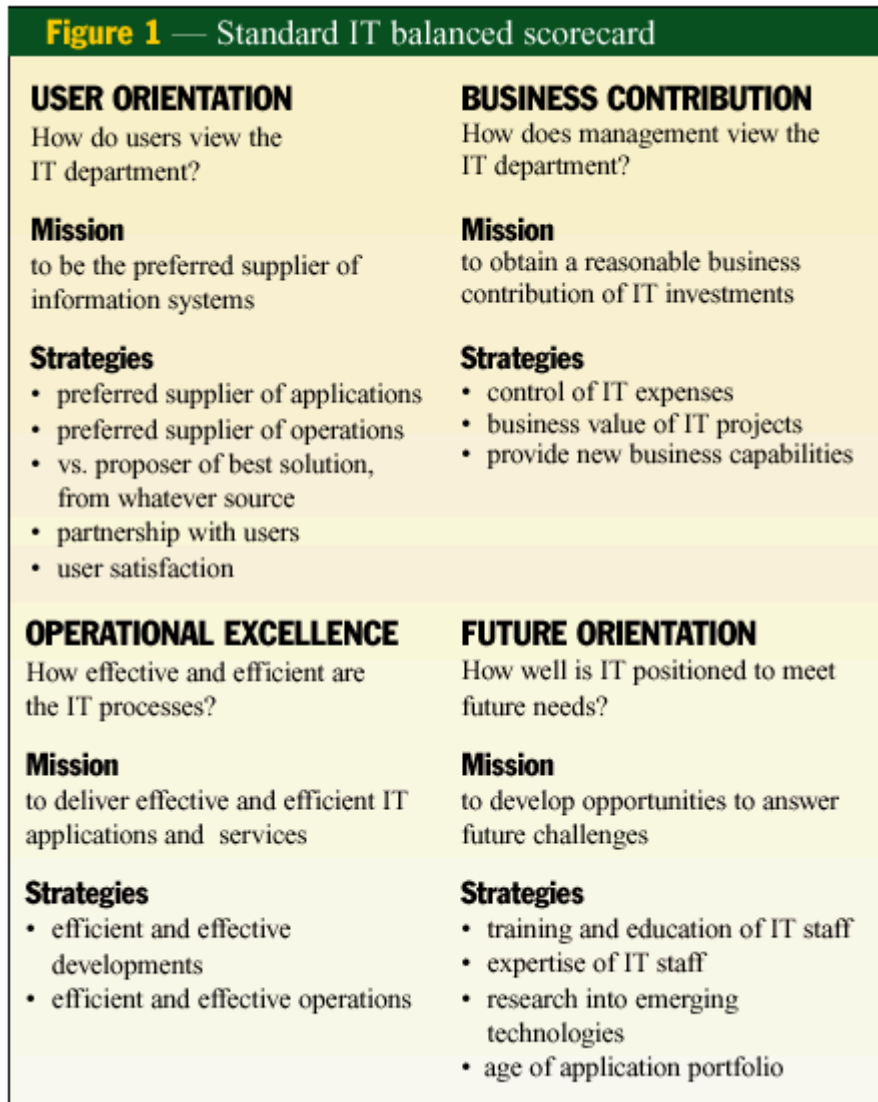 Figure 1 — Standard IT balanced scorecard
USER ORIENTATION
How do users view the
IT department?
Mission
to be the preferred supplier of
information systems
Strategies
• preferred supplier of applications
• preferred supplier of operations
• vs. proposer of best solution,
from whatever source
• partnership with users
• user satisfaction
BUSINESS CONTRIBUTION
How does management view the
IT department?
Mission
to obtain a reasonable business
contribution of IT investments
Strategies
• control of IT expenses
• business value of IT projects
• provide new business capabilities
OPERATIONAL EXCELLENCE
How effective and efficient are
the IT processes?
Mission
to deliver effective and efficient IT
applications and services
Strategies
• efficient and effective
developments
• efficient and effective operations
FUTURE ORIENTATION
How well is IT positioned to meet
future needs?
Mission
to develop opportunities to answer
future challenges
Strategies
• training and education of IT staff
• expertise of IT staff
• research into emerging
technologies
• age of application portfolio